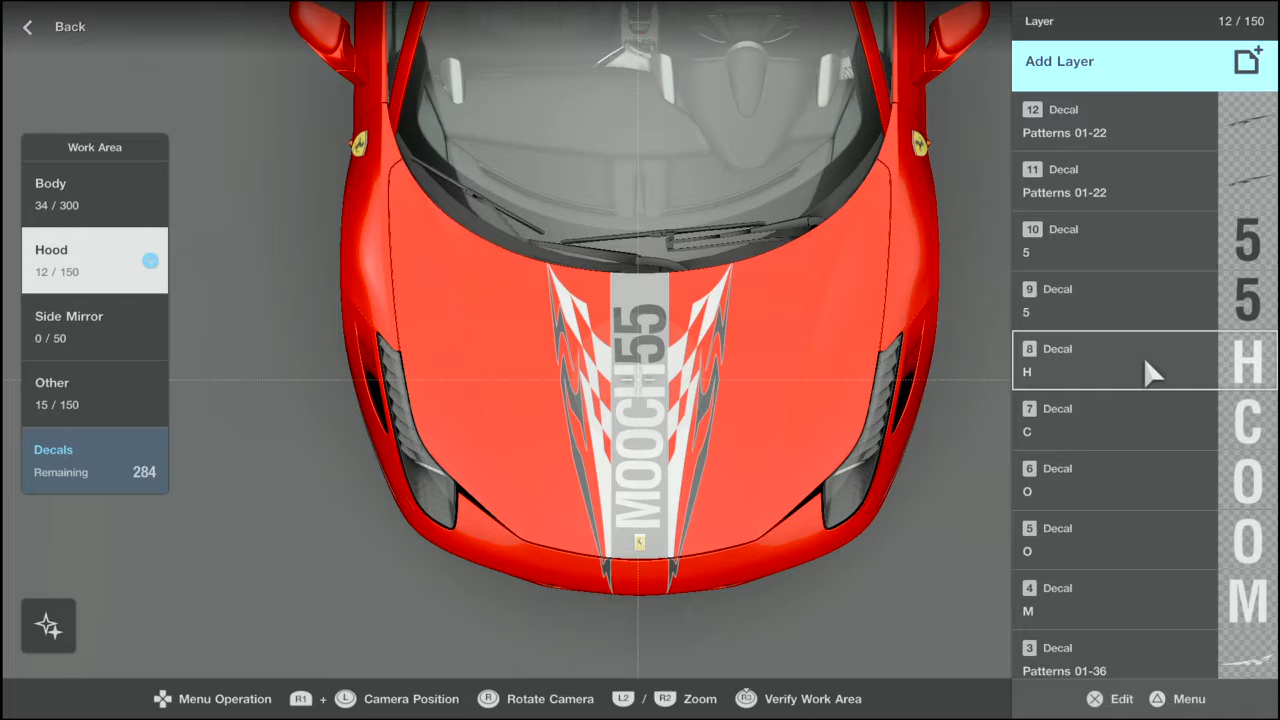 Back
Layer 12 / 150
Add Layer
Work Area
Body
34 / 300
Hood
12 / 150
Side Mirror
0 / 50
Other
15 / 150
Decals
Remaining 284
MOOCH55
12 Decal
Patterns 01-22
11 Decal
Patterns 01-22
10 Decal
5
5
9 Decal
5
5
8 Decal
H
H
7 Decal
C
C
6 Decal
O
O
5 Decal
O
O
4 Decal
M
M
3 Decal
Patterns 01-36
Menu Operation R1 + L Camera Position R Rotate Camera L2 / R2 Zoom R3 Verify Work Area
Edit Menu